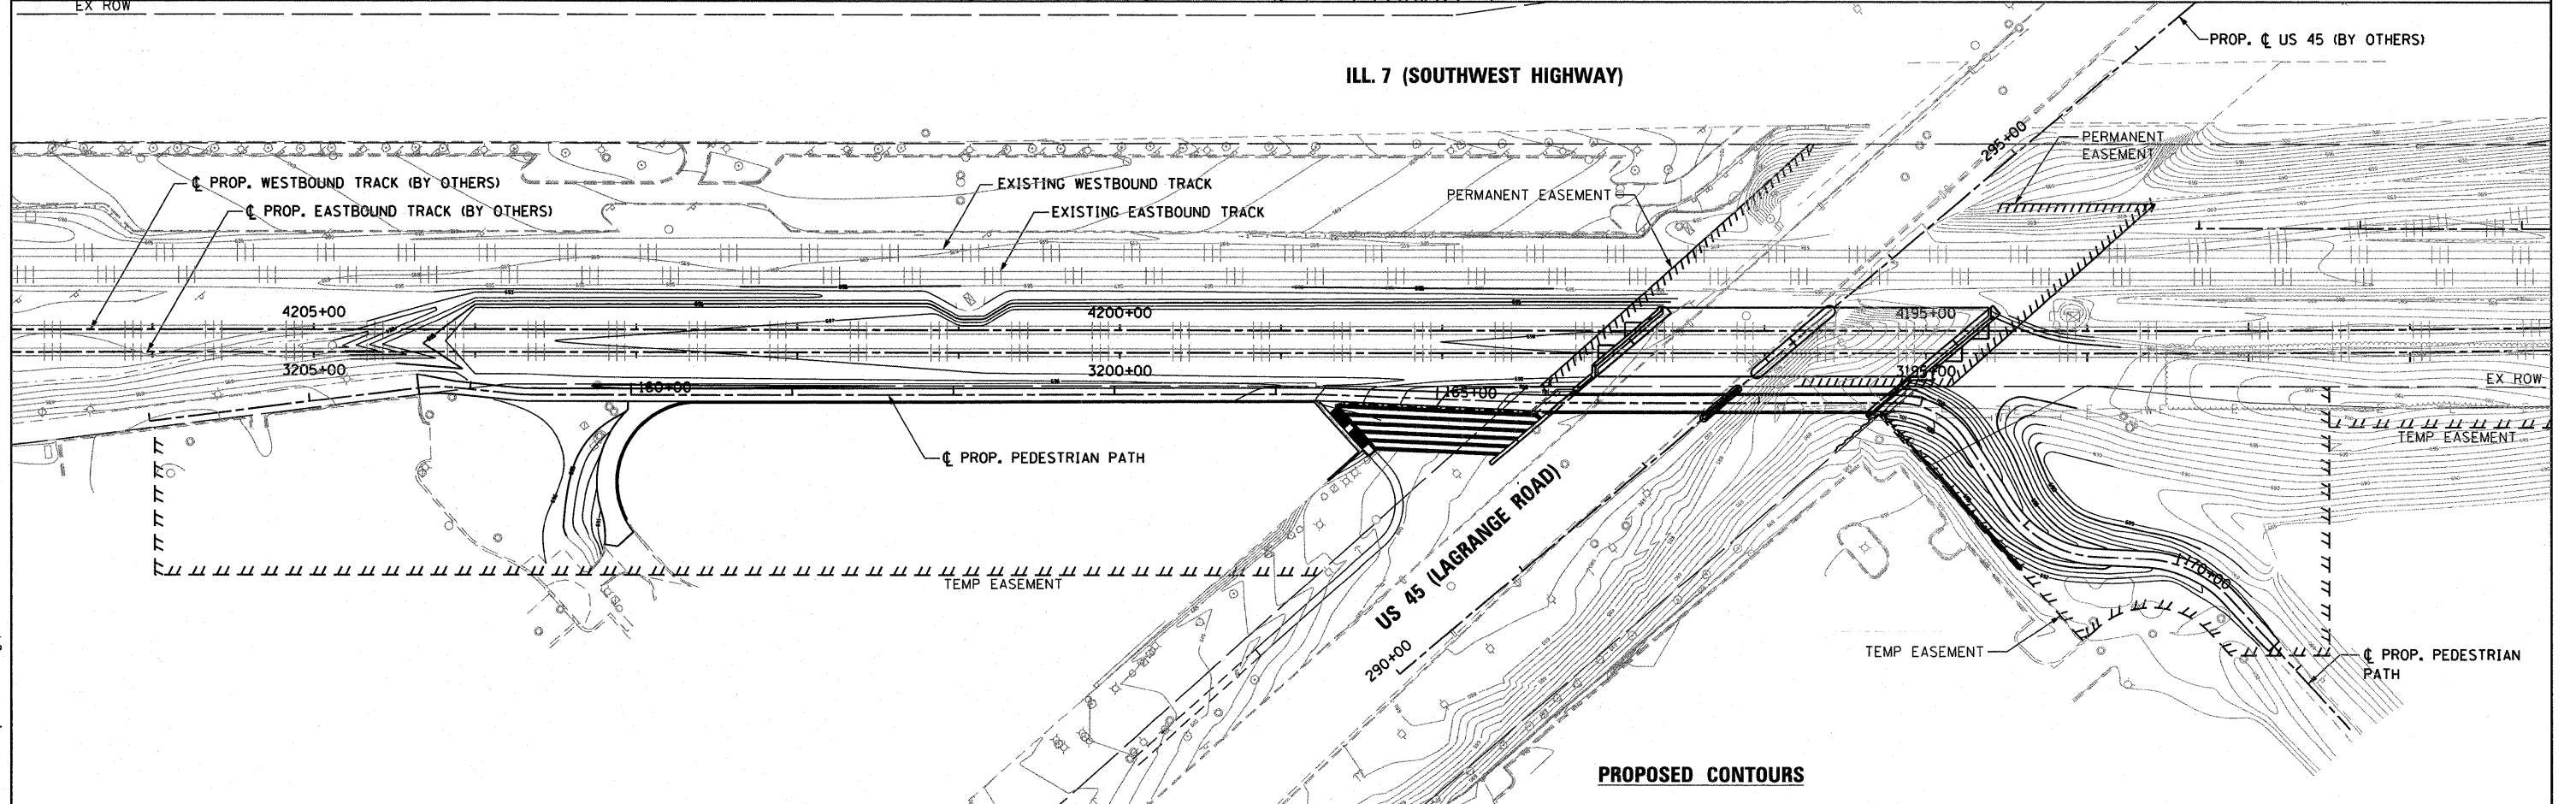 EX ROW
PROP. ℄ US 45 (BY OTHERS)
ILL. 7 (SOUTHWEST HIGHWAY)
295+00
PERMANENT
EASEMENT
℄ PROP. WESTBOUND TRACK (BY OTHERS)
EXISTING WESTBOUND TRACK
PERMANENT EASEMENT
℄ PROP. EASTBOUND TRACK (BY OTHERS)
EXISTING EASTBOUND TRACK
4205+00
4200+00
4195+00
3205+00
3200+00
3195+00
EX ROW
160+00
165+00
TEMP EASEMENT
℄ PROP. PEDESTRIAN PATH
US 45 (LAGRANGE ROAD)
170+00
TEMP EASEMENT
290+00
TEMP EASEMENT
℄ PROP. PEDESTRIAN
PATH
PROPOSED CONTOURS